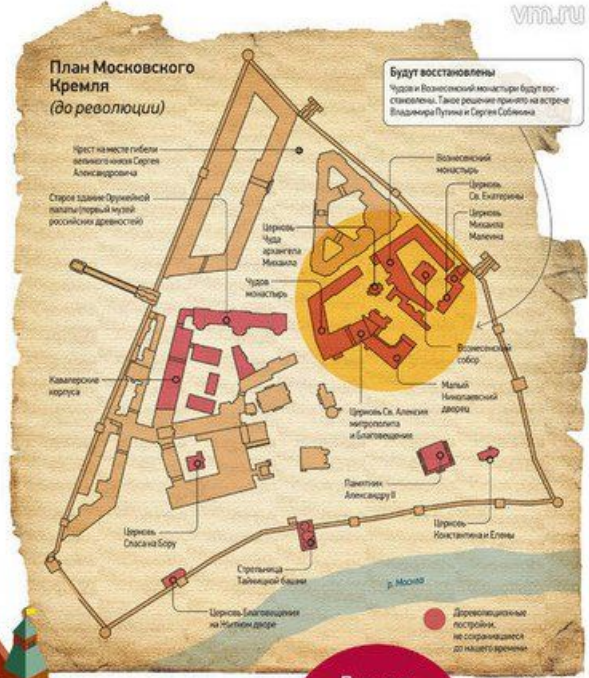 vm.ru
План Московского
Кремля
(до революции)
Будут восстановлены
Чудов и Вознесенский монастыри будут вос-
становлены. Такое решение принято на встрече
Владимира Путина и Сергея Собянина
Крест на месте гибели
великого князя Сергея
Александровича
Старое здание Оружейной
палаты (первый музей
российских древностей)
Церковь
Чуда
архангела
Михаила
Чудов
монастырь
Вознесенский
монастырь
Церковь
Св. Екатерины
Церковь
Михаила
Малеина
Вознесенский
собор
Малый
Николаевский
дворец
Кавалерские
корпуса
Церковь Св. Алексия
митрополита
и Благовещения
Памятник
Александру II
Церковь
Константина и Елены
Церковь
Спаса на Бору
Стрельница
Тайницкой башни
Церковь Благовещения
на Житном дворе
р. Москва
Дореволюционные
постройки,
не сохранившиеся
до нашего времени